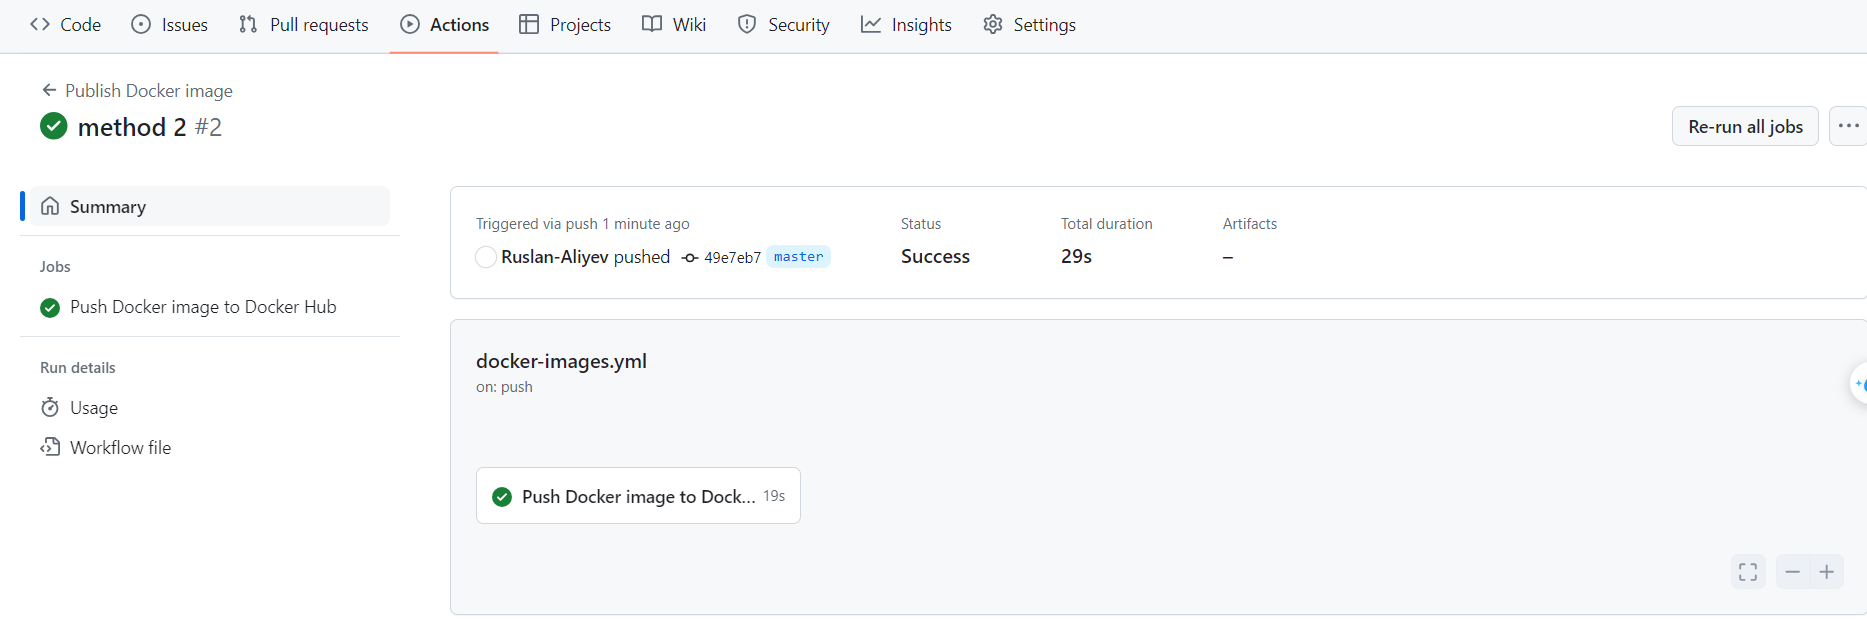 Code Issues Pull requests Actions Projects Wiki Security Insights Settings
Publish Docker image
method 2 #2
Re-run all jobs
Summary
Jobs
Push Docker image to Docker Hub
Run details
Usage
Workflow file
Triggered via push 1 minute ago
Ruslan-Aliyev pushed 49e7eb7 master
Status
Success
Total duration
29s
Artifacts
–
docker-images.yml
on: push
Push Docker image to Dock... 19s